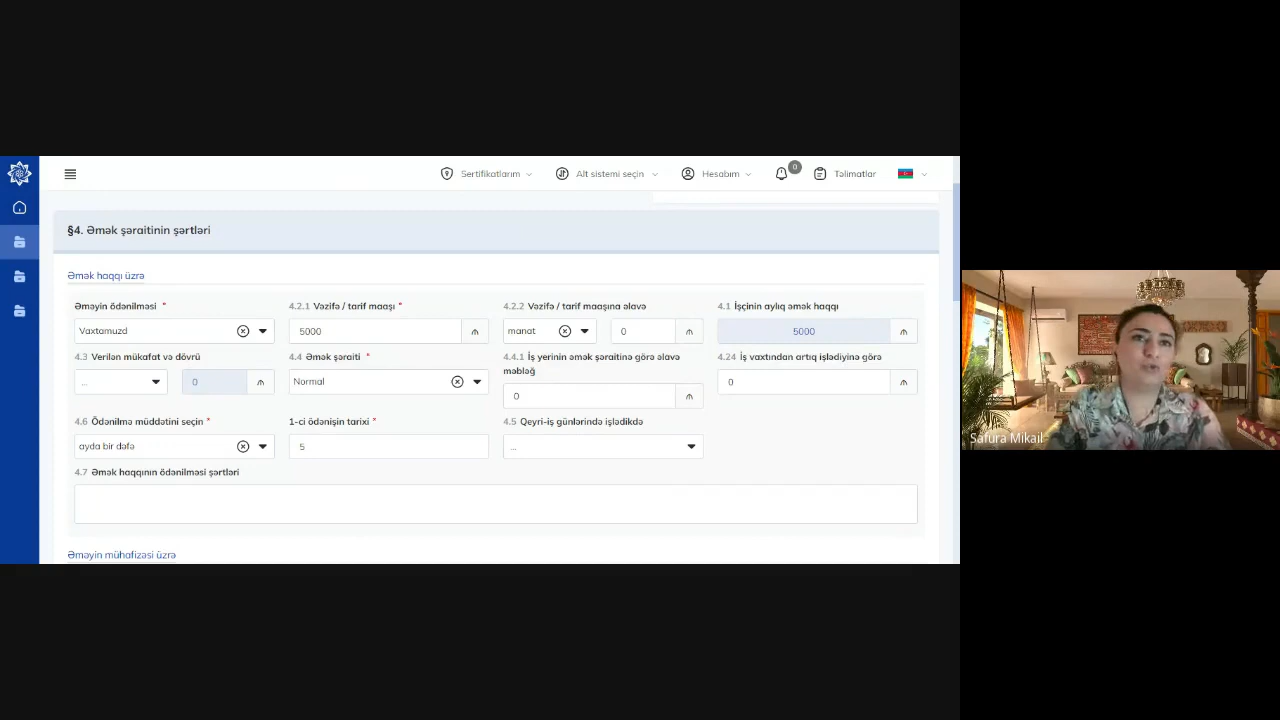 Sertifikatlarım
Alt sistemi seçin
Hesabım
0
Təlimatlar
§4. Əmək şəraitinin şərtləri
Əmək haqqı üzrə
Əməyin ödənilməsi *
4.2.1 Vəzifə / tarif maaşı *
4.2.2 Vəzifə / tarif maaşına əlavə
4.1 İşçinin aylıq əmək haqqı
Vaxtamuzd
5000 ₼
manat
0 ₼
5000 ₼
4.3 Verilən mükafat və dövrü
4.4 Əmək şəraiti *
4.4.1 İş yerinin əmək şəraitinə görə əlavə
məbləğ
4.24 İş vaxtından artıq işlədiyinə görə
...
0 ₼
Normal
0 ₼
0 ₼
4.6 Ödənilmə müddətini seçin *
1-ci ödənişin tarixi *
4.5 Qeyri-iş günlərində işlədikdə
ayda bir dəfə
5
...
4.7 Əmək haqqının ödənilməsi şərtləri
Əməyin mühafizəsi üzrə
Safura Mikail